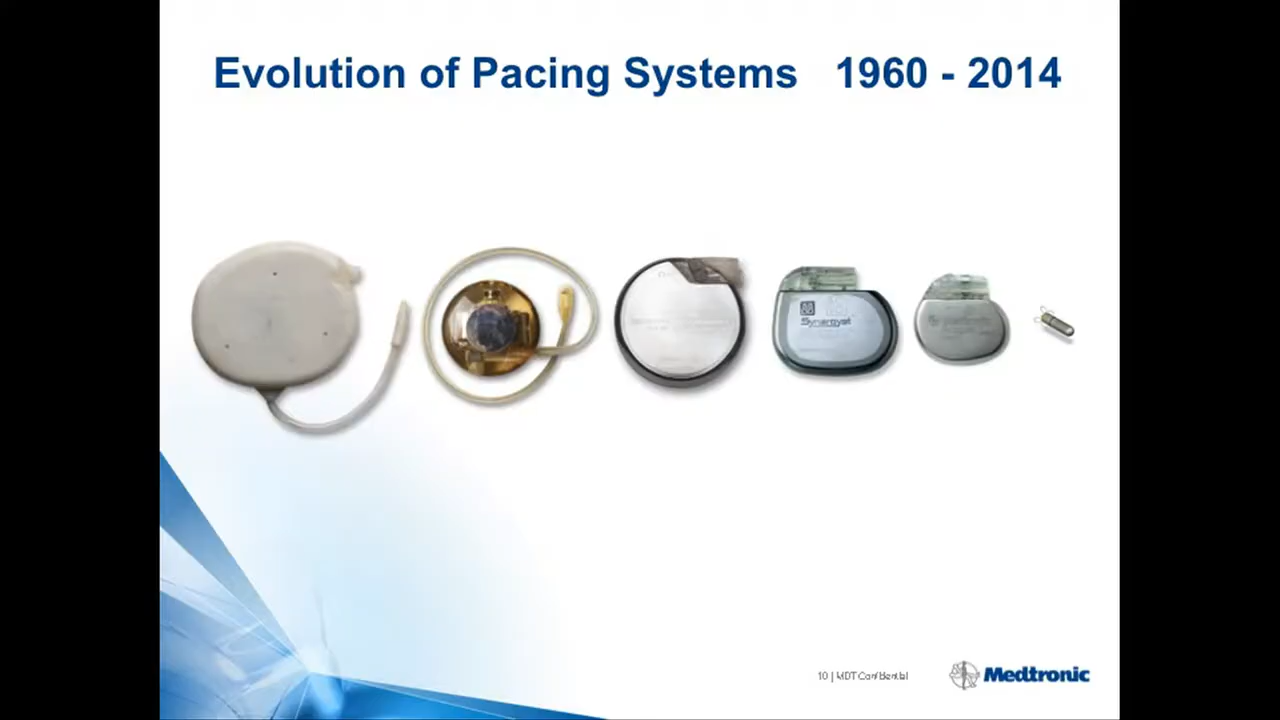 Evolution of Pacing Systems 1960 - 2014
Synergyst
10 | MDT Confidential
Medtronic